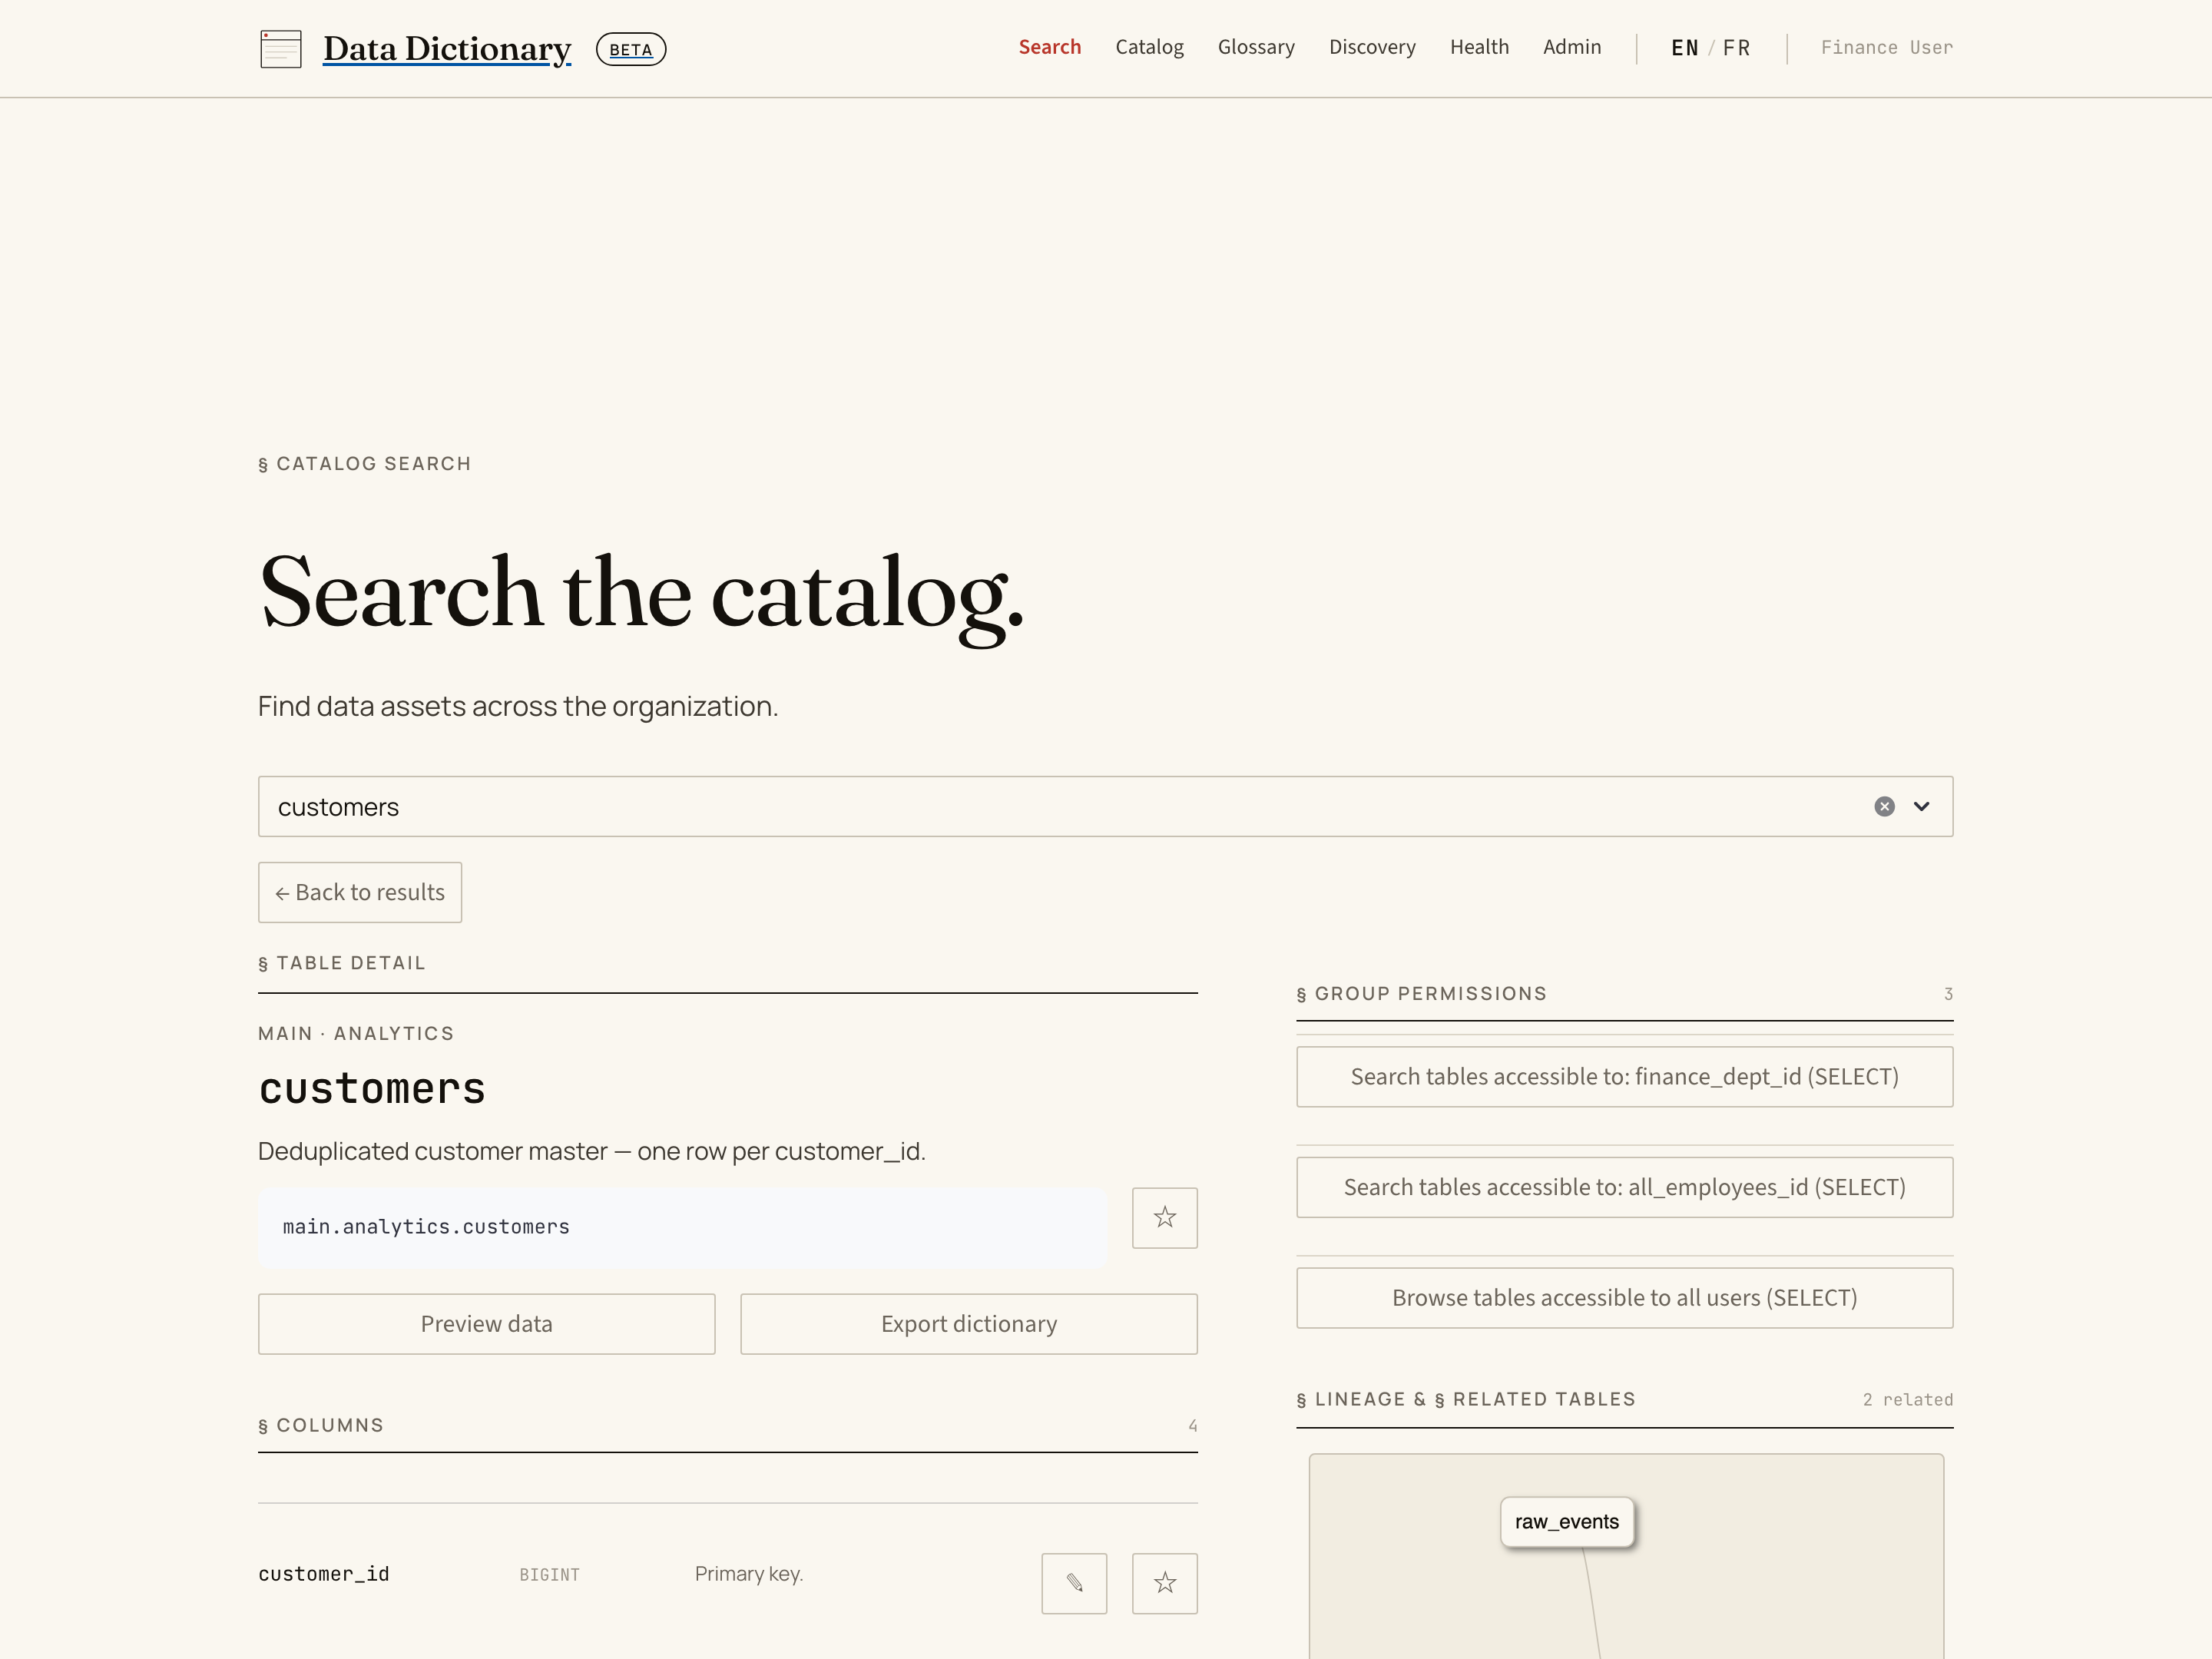 Data Dictionary BETA
Search Catalog Glossary Discovery Health Admin EN / FR Finance User
§ CATALOG SEARCH
Search the catalog.
Find data assets across the organization.
customers
← Back to results
§ TABLE DETAIL
MAIN · ANALYTICS
customers
Deduplicated customer master — one row per customer_id.
main.analytics.customers
☆
Preview data
Export dictionary
§ COLUMNS 4
customer_id BIGINT Primary key. ✎ ☆
§ GROUP PERMISSIONS 3
Search tables accessible to: finance_dept_id (SELECT)
Search tables accessible to: all_employees_id (SELECT)
Browse tables accessible to all users (SELECT)
§ LINEAGE & § RELATED TABLES 2 related
raw_events